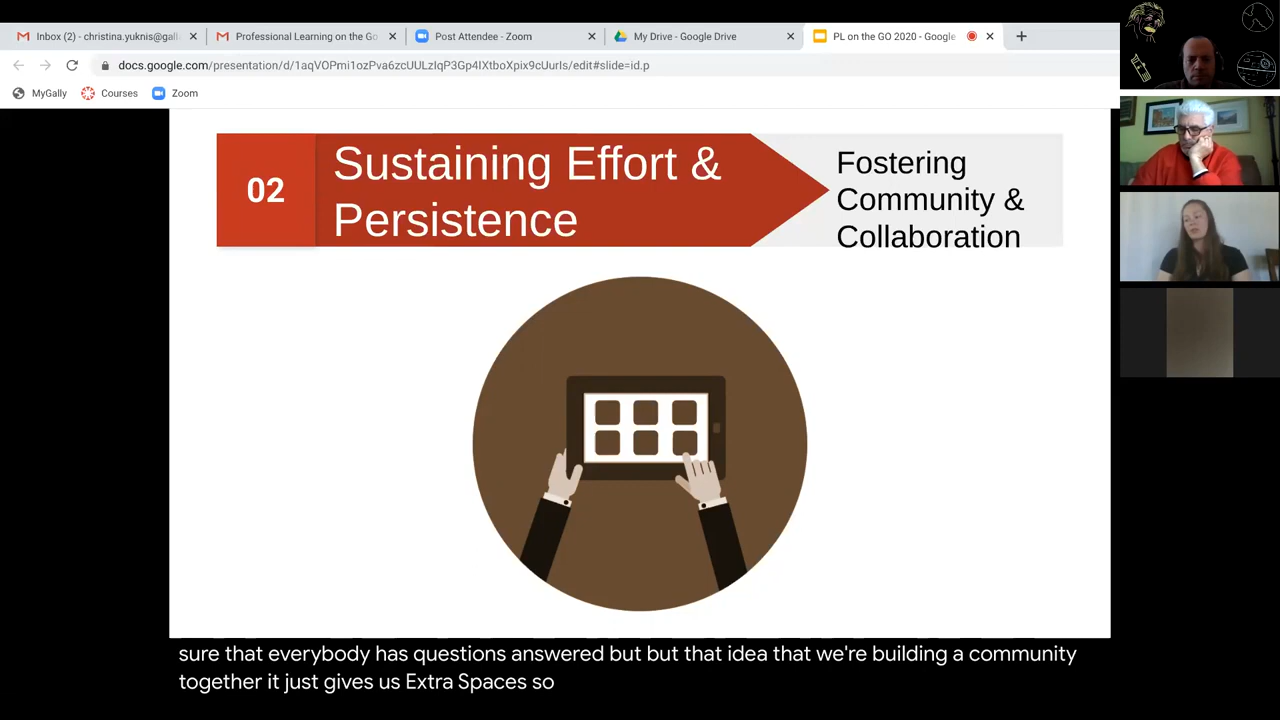 Inbox (2) - christina.yuknis@gall
Professional Learning on the Go
Post Attendee - Zoom
My Drive - Google Drive
PL on the GO 2020 - Google
docs.google.com/presentation/d/1aqVOPmi1ozPva6zcUULzIqP3Gp4IXtboXpix9cUurIs/edit#slide=id.p
MyGally
Courses
Zoom
02
Sustaining Effort &
Persistence
Fostering
Community &
Collaboration
sure that everybody has questions answered but but that idea that we're building a community
together it just gives us Extra Spaces so